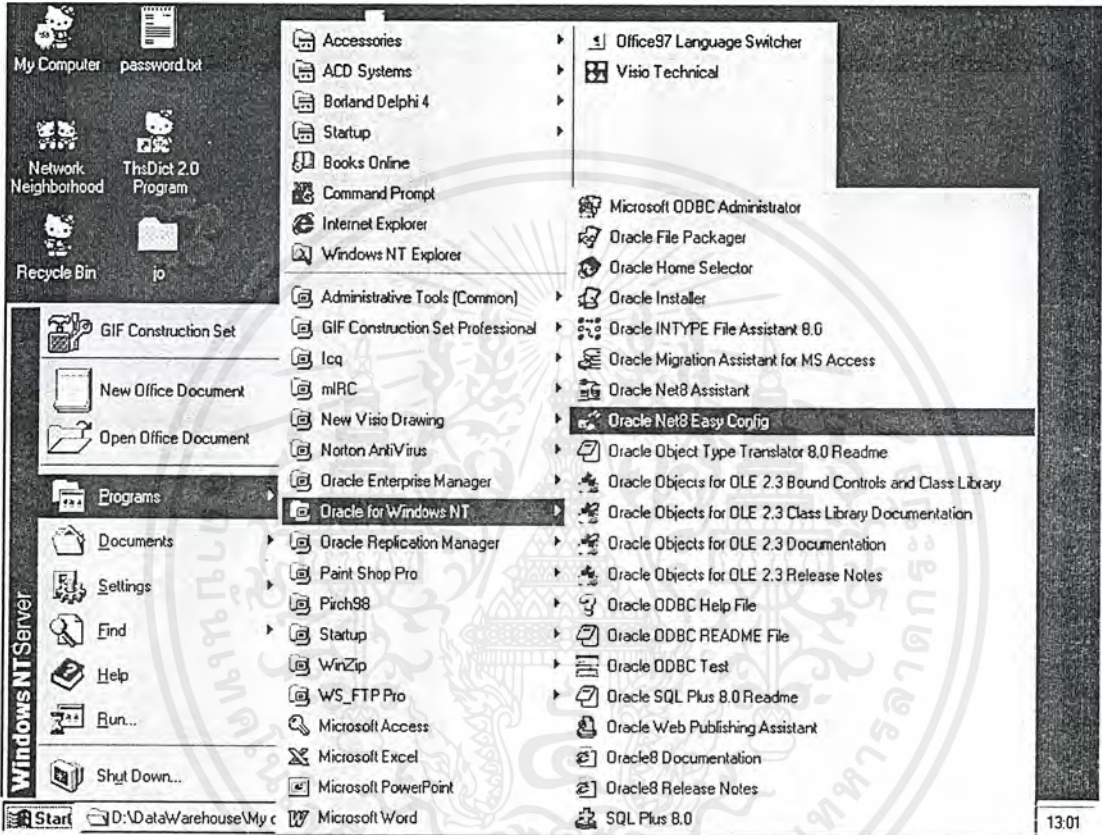 My Computer
password.txt
Network Neighborhood
ThsDict 2.0 Program
Recycle Bin
jo
GIF Construction Set
New Office Document
Open Office Document
Programs
Documents
Settings
Find
Help
Run...
Shut Down...
Windows NT Server
Start
D:\DataWarehouse\My c
Accessories
ACD Systems
Borland Delphi 4
Startup
Books Online
Command Prompt
Internet Explorer
Windows NT Explorer
Administrative Tools (Common)
GIF Construction Set Professional
Icq
mIRC
New Visio Drawing
Norton AntiVirus
Oracle Enterprise Manager
Oracle for Windows NT
Oracle Replication Manager
Paint Shop Pro
Pirch98
Startup
WinZip
WS_FTP Pro
Microsoft Access
Microsoft Excel
Microsoft PowerPoint
Microsoft Word
Office97 Language Switcher
Visio Technical
Microsoft ODBC Administrator
Oracle File Packager
Oracle Home Selector
Oracle Installer
Oracle INTYPE File Assistant 8.0
Oracle Migration Assistant for MS Access
Oracle Net8 Assistant
Oracle Net8 Easy Config
Oracle Object Type Translator 8.0 Readme
Oracle Objects for OLE 2.3 Bound Controls and Class Library
Oracle Objects for OLE 2.3 Class Library Documentation
Oracle Objects for OLE 2.3 Documentation
Oracle Objects for OLE 2.3 Release Notes
Oracle ODBC Help File
Oracle ODBC README File
Oracle ODBC Test
Oracle SQL Plus 8.0 Readme
Oracle Web Publishing Assistant
Oracle8 Documentation
Oracle8 Release Notes
SQL Plus 8.0
13:01